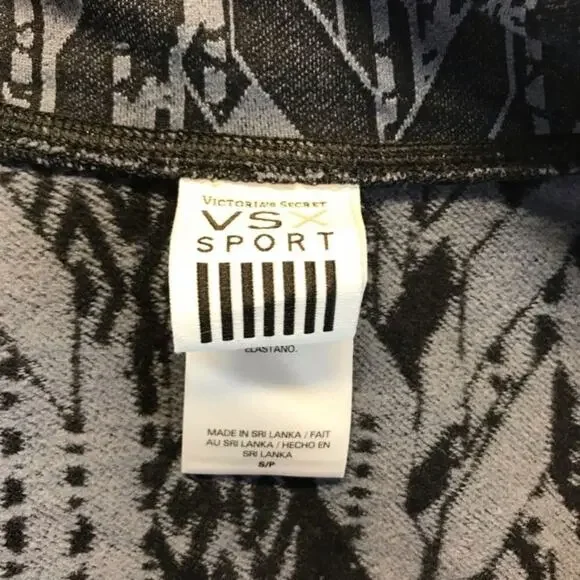 VICTORIA'S SECRET
VSX
SPORT
ELASTANO.
MADE IN SRI LANKA / FAIT
AU SRI LANKA / HECHO EN
SRI LANKA
S/P